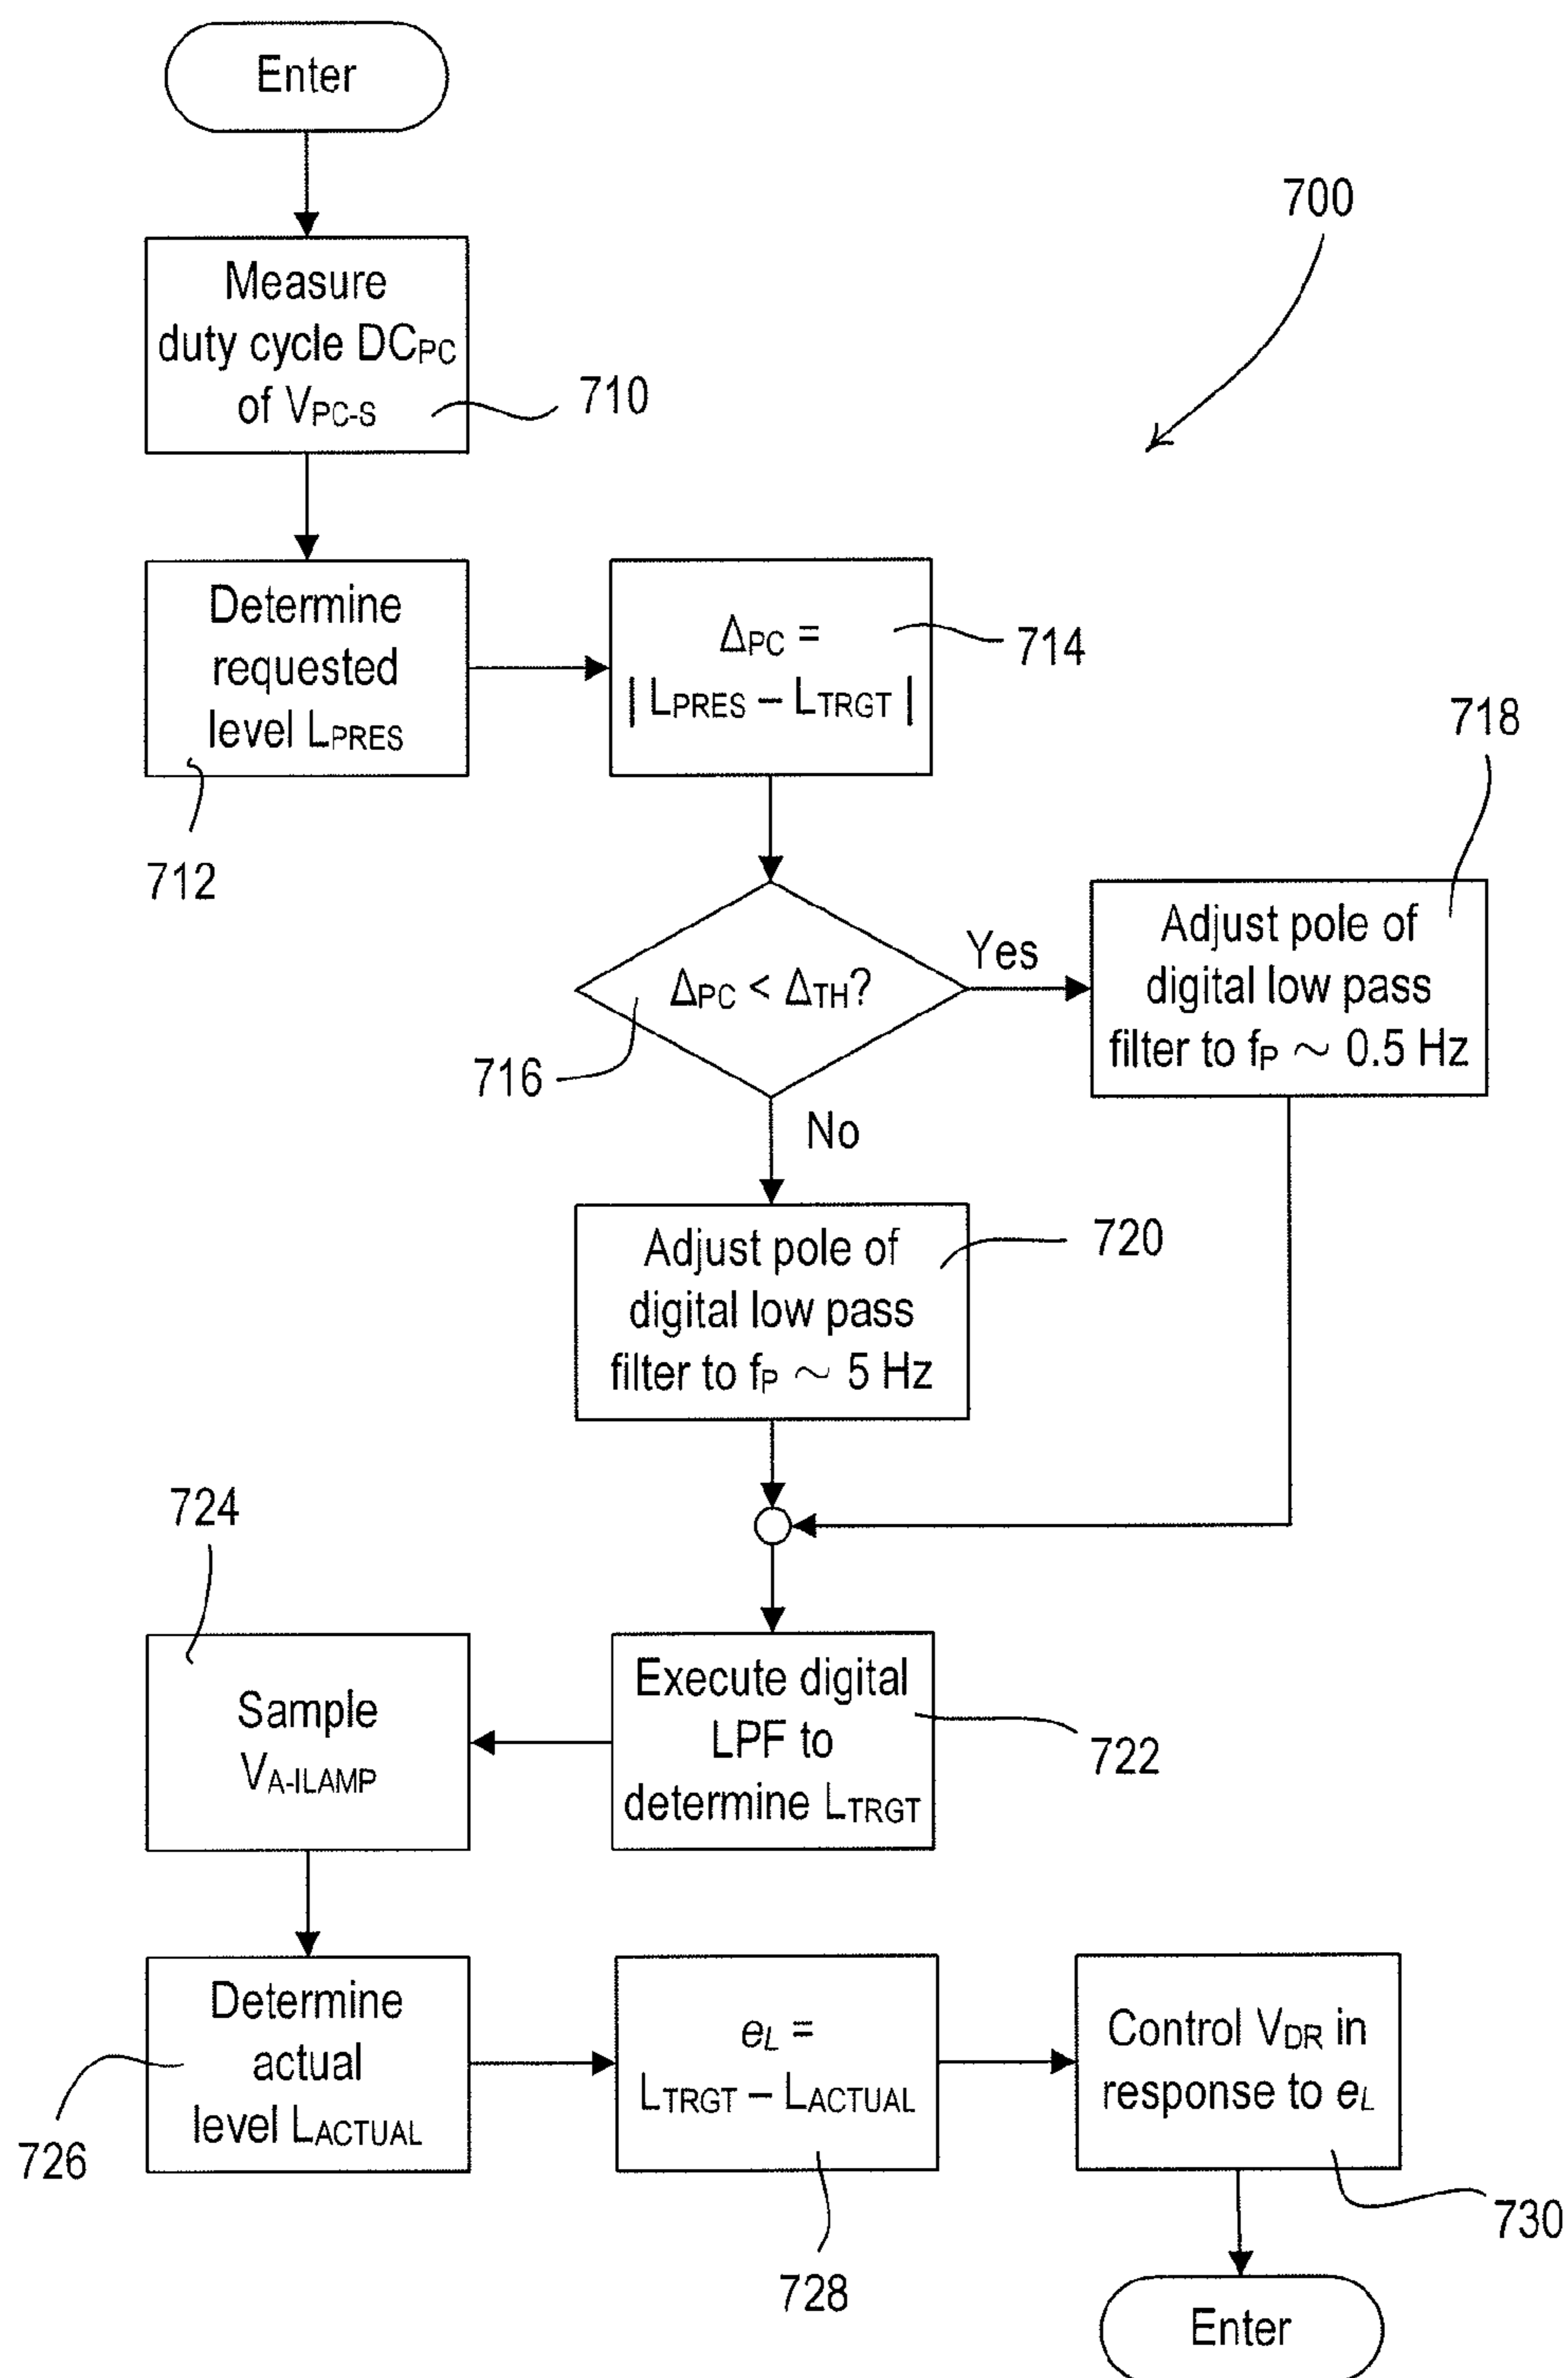 Enter
700
Measure
duty cycle DCPC
of VPC-S
710
Determine
requested
level LPRES
712
ΔPC =
| LPRES – LTRGT |
714
718
ΔPC < ΔTH?
716
Yes
No
Adjust pole of
digital low pass
filter to fP ~ 0.5 Hz
Adjust pole of
digital low pass
filter to fP ~ 5 Hz
720
724
Sample
VA-ILAMP
Execute digital
LPF to
determine LTRGT
722
Determine
actual
level LACTUAL
726
eL =
LTRGT – LACTUAL
728
Control VDR in
response to eL
730
Enter